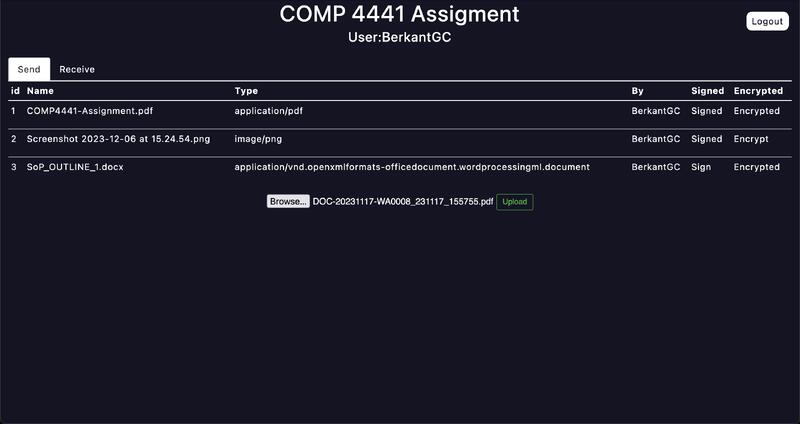 COMP 4441 Assigment
User:BerkantGC
Logout
Send Receive
id Name Type By Signed Encrypted
1 COMP4441-Assignment.pdf application/pdf BerkantGC Signed Encrypted
2 Screenshot 2023-12-06 at 15.24.54.png image/png BerkantGC Signed Encrypt
3 SoP_OUTLINE_1.docx application/vnd.openxmlformats-officedocument.wordprocessingml.document BerkantGC Sign Encrypted
Browse... DOC-20231117-WA0008_231117_155755.pdf Upload